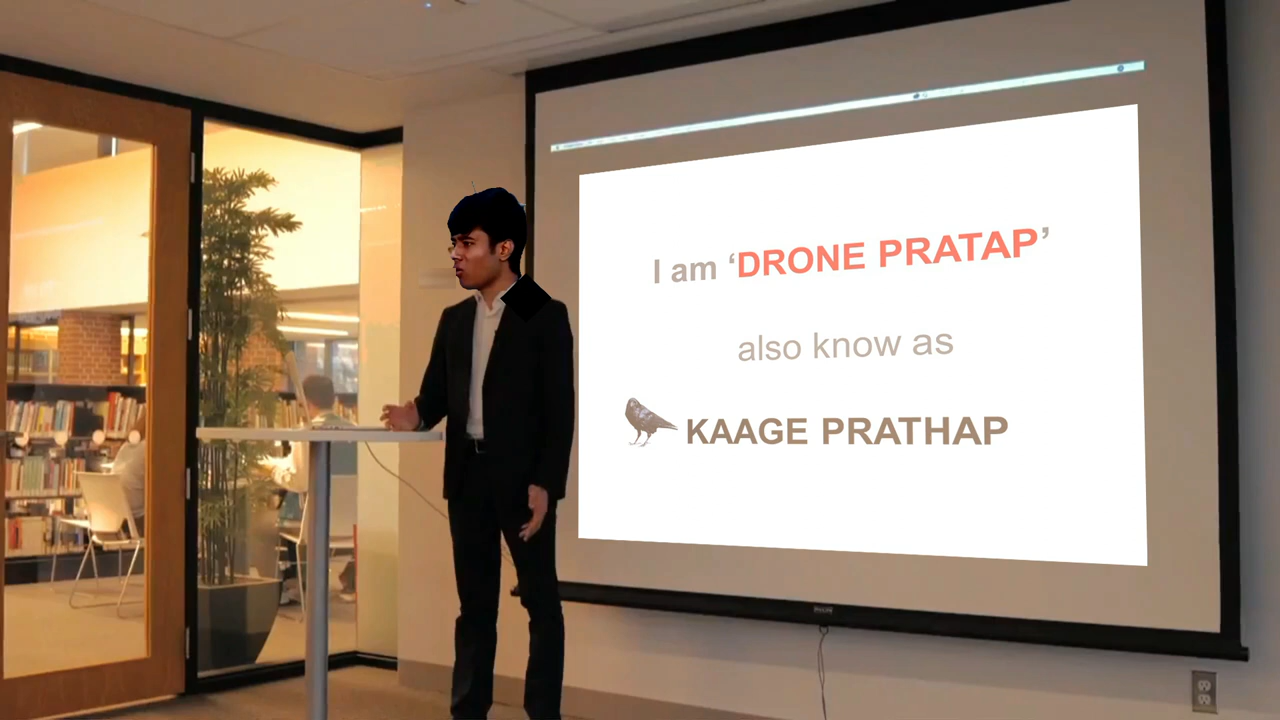 I am ‘DRONE PRATAP’
also know as
KAAGE PRATHAP